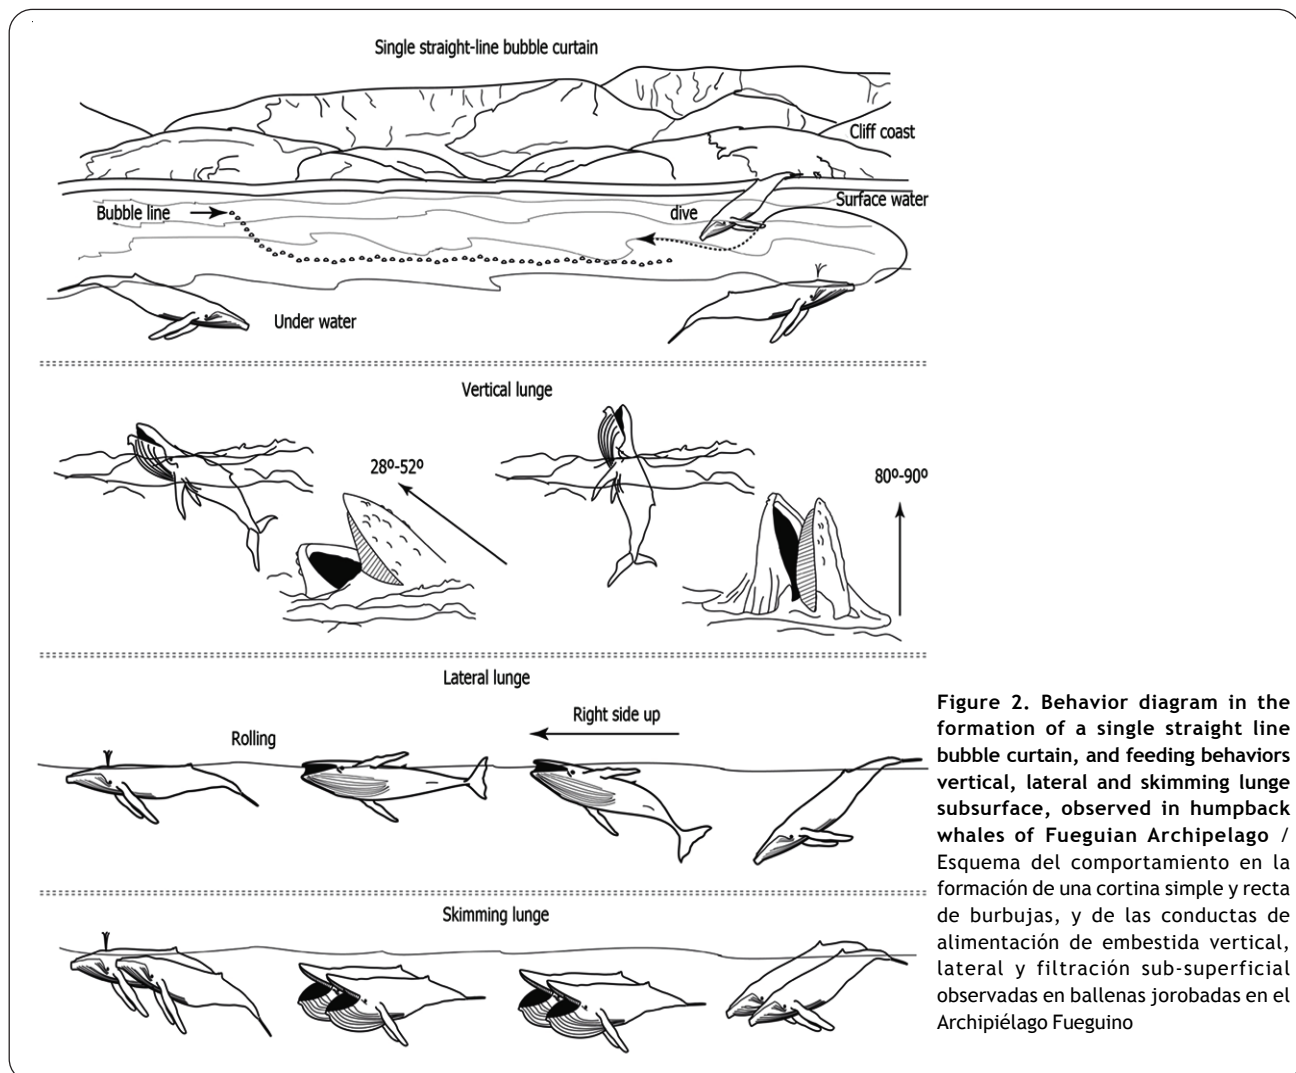 Single straight-line bubble curtain
Cliff coast
Bubble line
dive
Surface water
Under water
Vertical lunge
28º-52º
80º-90º
Lateral lunge
Right side up
Rolling
Skimming lunge
Figure 2. Behavior diagram in the
formation of a single straight line
bubble curtain, and feeding behaviors
vertical, lateral and skimming lunge
subsurface, observed in humpback
whales of Fueguian Archipelago /
Esquema del comportamiento en la
formación de una cortina simple y recta
de burbujas, y de las conductas de
alimentación de embestida vertical,
lateral y filtración sub-superficial
observadas en ballenas jorobadas en el
Archipiélago Fueguino